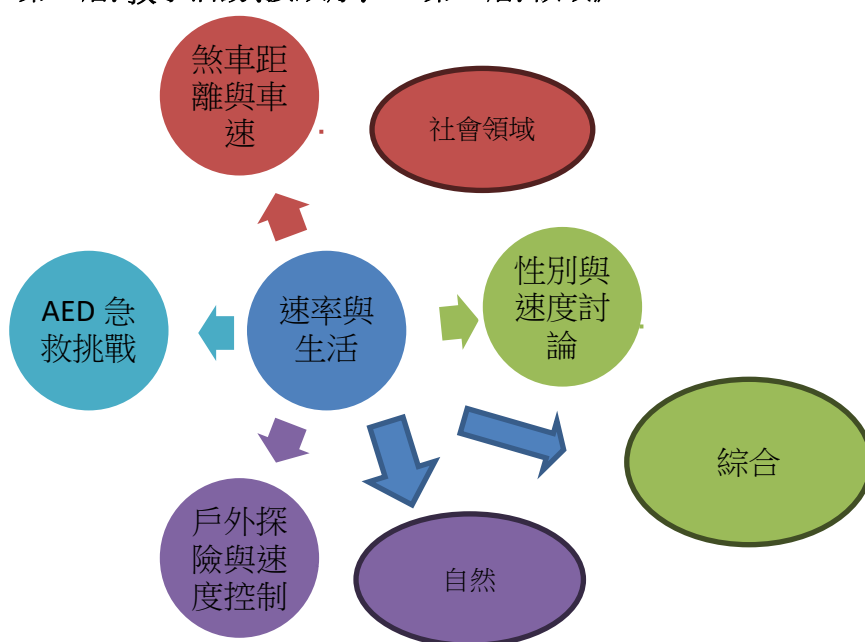 煞車距
離與車
速
社會領域
性別與
速度討
論
AED 急
救挑戰
速率與
生活
綜合
戶外探
險與速
度控制
自然